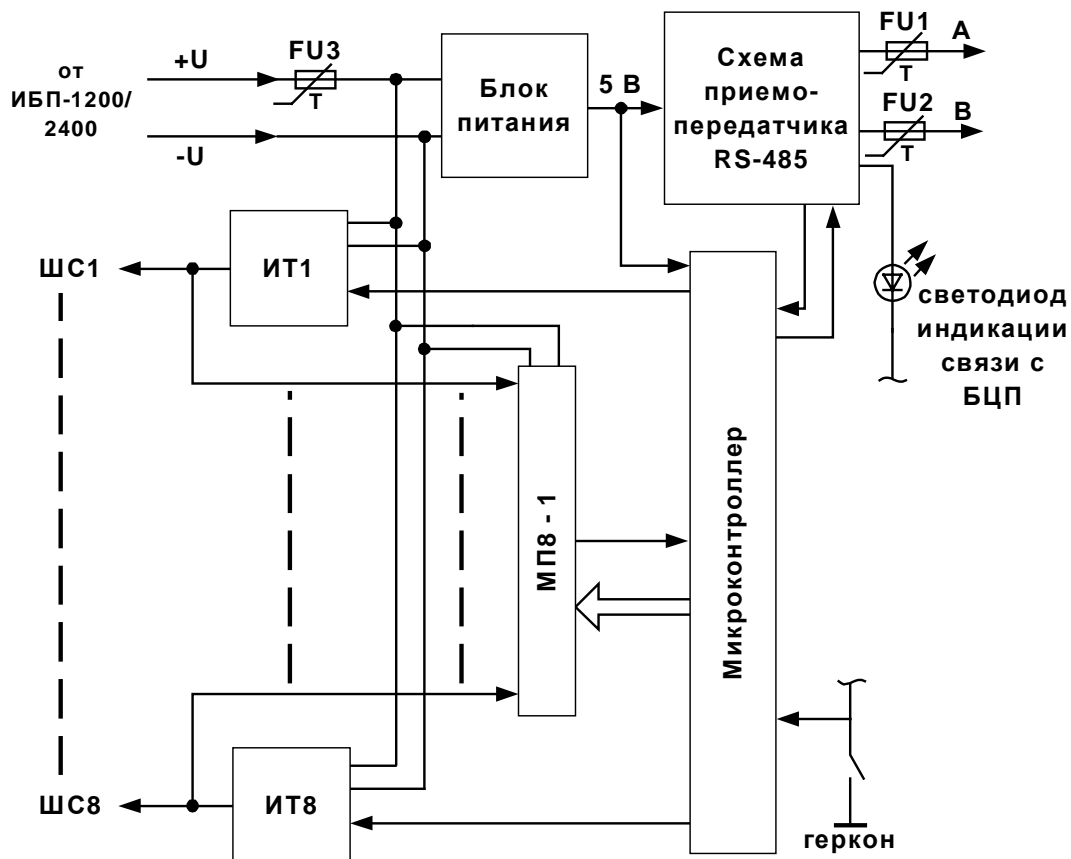 от
ИБП-1200/
2400
+U
-U
FU3
T
Блок
питания
5 В
Схема
приемо-
передатчика
RS-485
FU1
T
A
FU2
T
B
ШС1
ИТ1
светодиод
индикации
связи с
БЦП
МП8 - 1
Микроконтроллер
ШС8
ИТ8
геркон